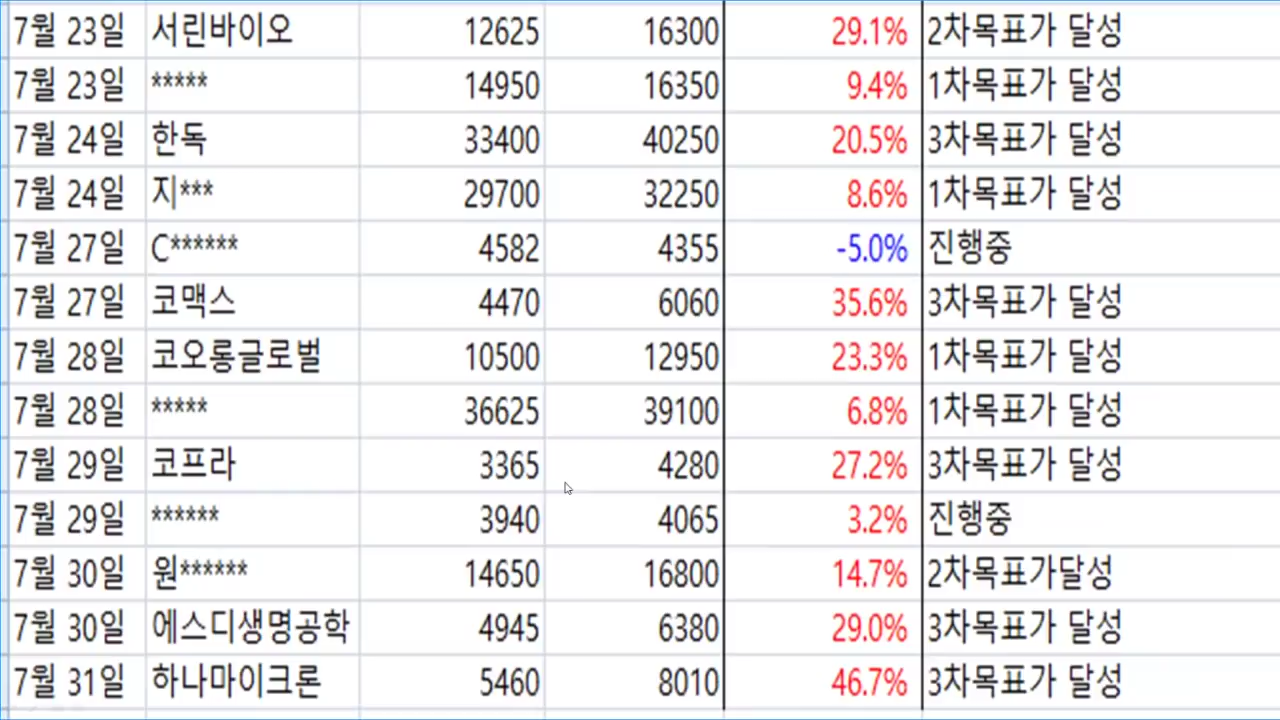 7월 23일 서린바이오 12625 16300 29.1% 2차목표가 달성
7월 23일 ***** 14950 16350 9.4% 1차목표가 달성
7월 24일 한독 33400 40250 20.5% 3차목표가 달성
7월 24일 지*** 29700 32250 8.6% 1차목표가 달성
7월 27일 C****** 4582 4355 -5.0% 진행중
7월 27일 코맥스 4470 6060 35.6% 3차목표가 달성
7월 28일 코오롱글로벌 10500 12950 23.3% 1차목표가 달성
7월 28일 ***** 36625 39100 6.8% 1차목표가 달성
7월 29일 코프라 3365 4280 27.2% 3차목표가 달성
7월 29일 ****** 3940 4065 3.2% 진행중
7월 30일 원****** 14650 16800 14.7% 2차목표가달성
7월 30일 에스디생명공학 4945 6380 29.0% 3차목표가 달성
7월 31일 하나마이크론 5460 8010 46.7% 3차목표가 달성